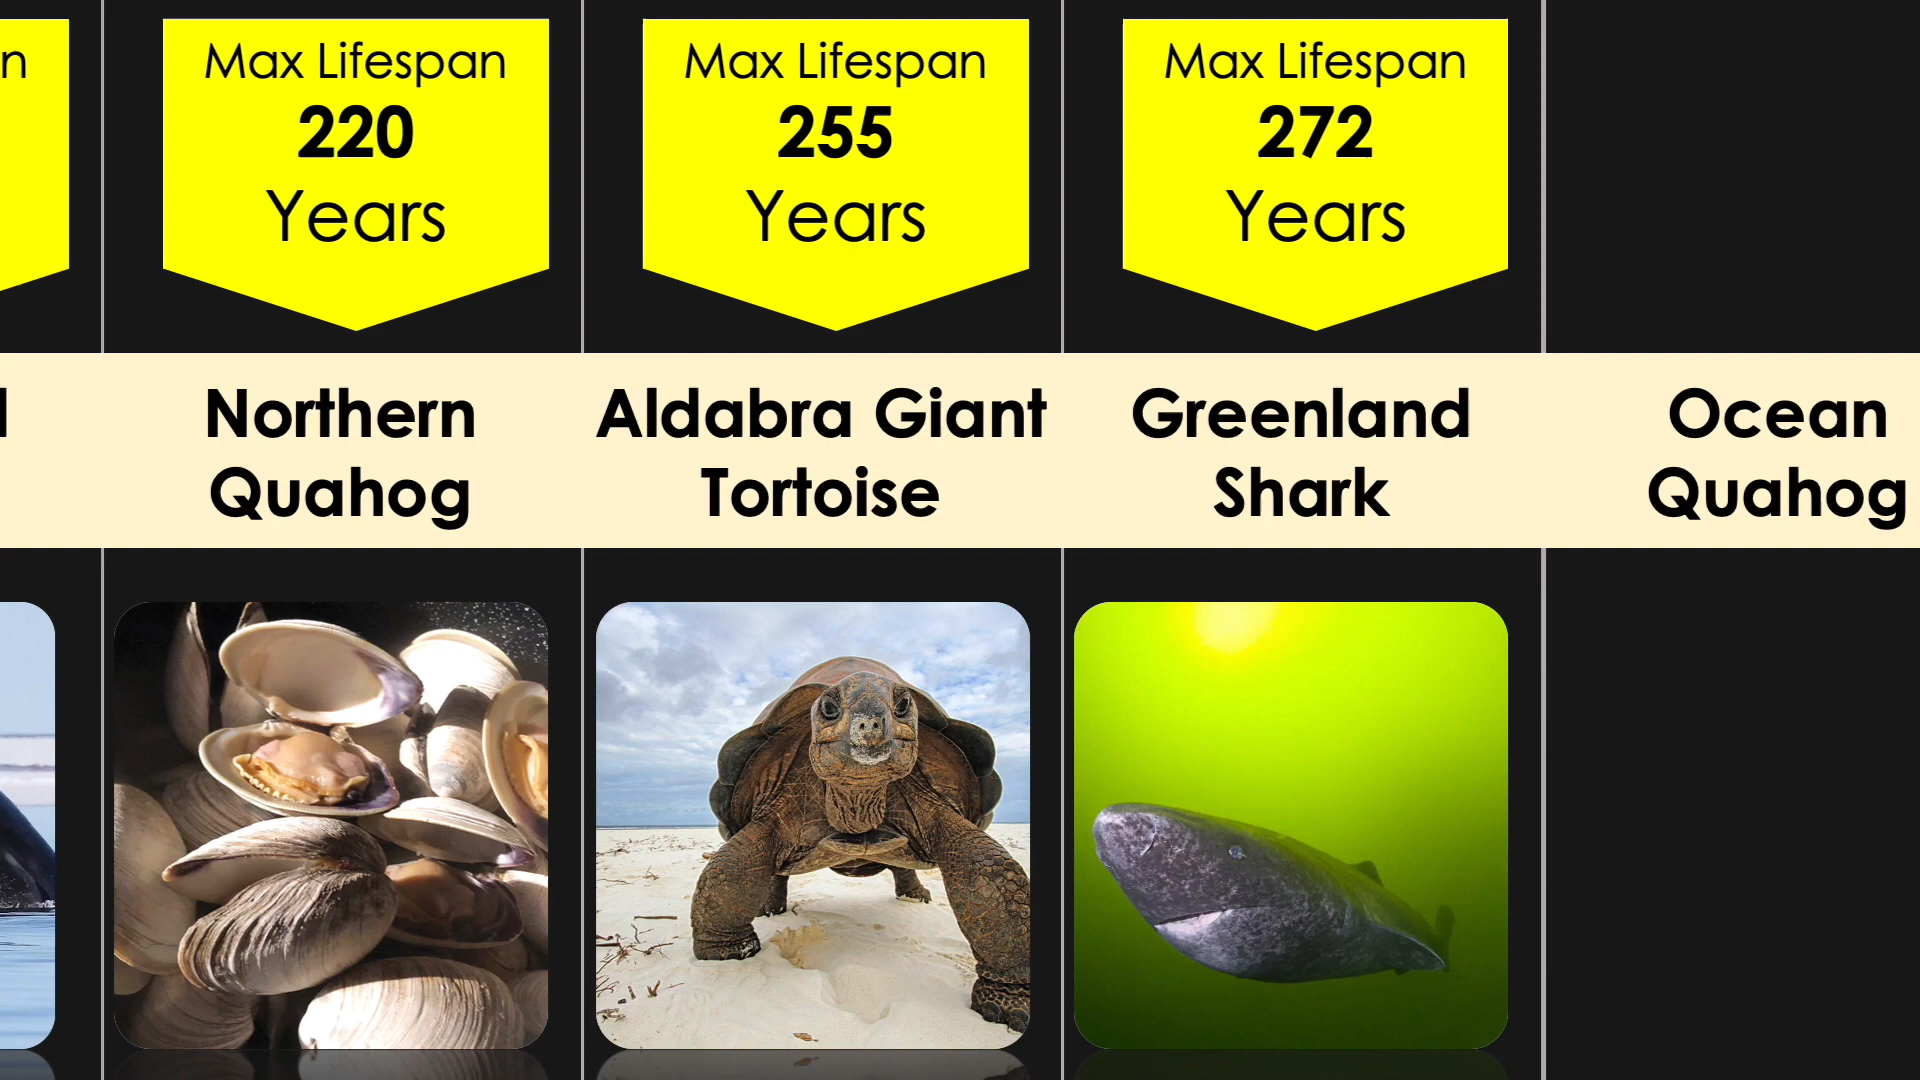 n
Max Lifespan
220
Years
Max Lifespan
255
Years
Max Lifespan
272
Years
Northern
Quahog
Aldabra Giant
Tortoise
Greenland
Shark
Ocean
Quahog